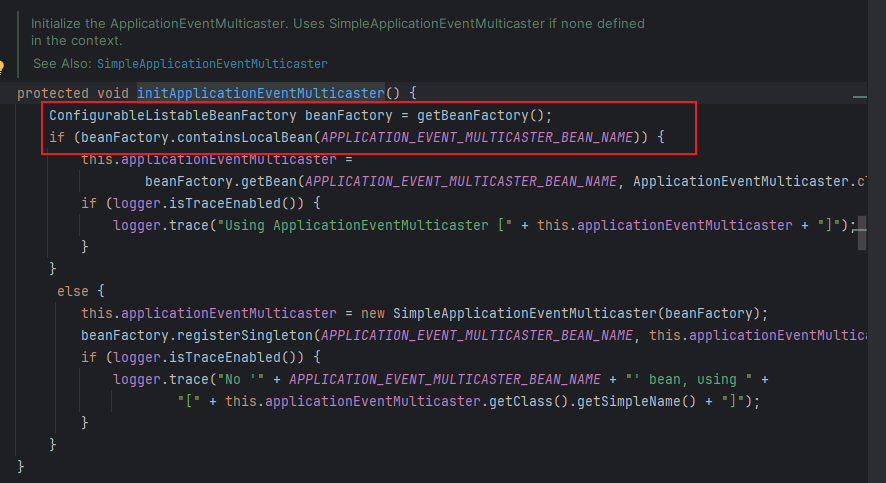 Initialize the ApplicationEventMulticaster. Uses SimpleApplicationEventMulticaster if none defined
in the context.
See Also: SimpleApplicationEventMulticaster
protected void initApplicationEventMulticaster() {
ConfigurableListableBeanFactory beanFactory = getBeanFactory();
if (beanFactory.containsLocalBean(APPLICATION_EVENT_MULTICASTER_BEAN_NAME)) {
this.applicationEventMulticaster =
beanFactory.getBean(APPLICATION_EVENT_MULTICASTER_BEAN_NAME, ApplicationEventMulticaster.cl
if (logger.isTraceEnabled()) {
logger.trace("Using ApplicationEventMulticaster [" + this.applicationEventMulticaster + "]");
}
}
else {
this.applicationEventMulticaster = new SimpleApplicationEventMulticaster(beanFactory);
beanFactory.registerSingleton(APPLICATION_EVENT_MULTICASTER_BEAN_NAME, this.applicationEventMultica
if (logger.isTraceEnabled()) {
logger.trace("No '" + APPLICATION_EVENT_MULTICASTER_BEAN_NAME + "' bean, using " +
"[" + this.applicationEventMulticaster.getClass().getSimpleName() + "]");
}
}
}